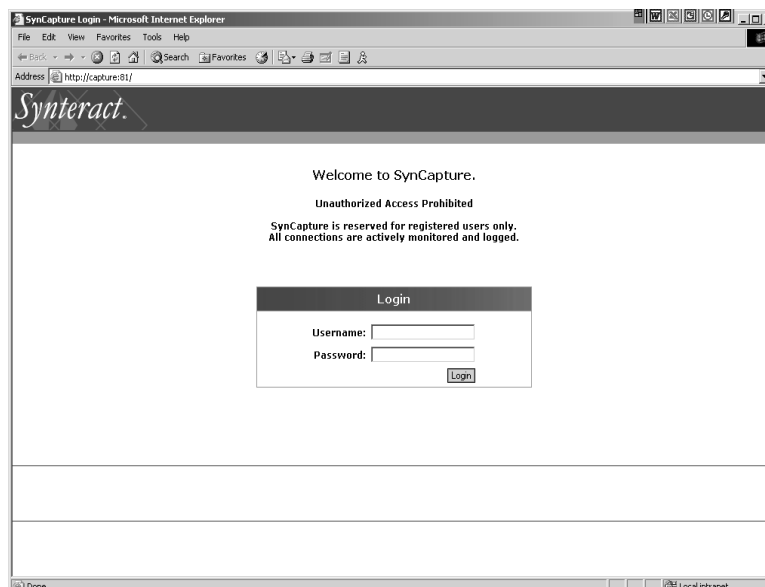 SynCapture Login - Microsoft Internet Explorer
File Edit View Favorites Tools Help
Back Search Favorites
Address http://capture:81/
Synteract.
Welcome to SynCapture.
Unauthorized Access Prohibited
SynCapture is reserved for registered users only.
All connections are actively monitored and logged.
Login
Username:
Password:
Login
Done Local intranet